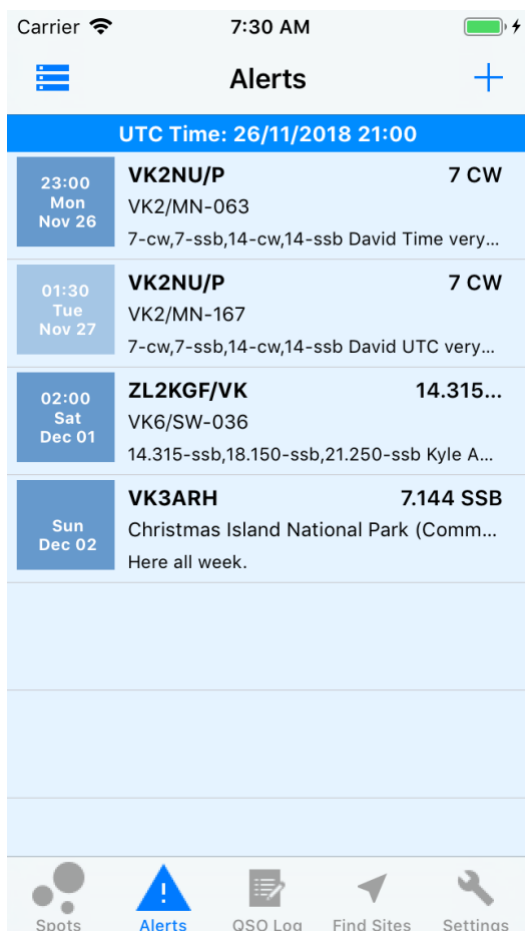 Carrier 7:30 AM
Alerts
UTC Time: 26/11/2018 21:00
23:00
Mon
Nov 26
VK2NU/P 7 CW
VK2/MN-063
7-cw,7-ssb,14-cw,14-ssb David Time very...
01:30
Tue
Nov 27
VK2NU/P 7 CW
VK2/MN-167
7-cw,7-ssb,14-cw,14-ssb David UTC very...
02:00
Sat
Dec 01
ZL2KGF/VK 14.315...
VK6/SW-036
14.315-ssb,18.150-ssb,21.250-ssb Kyle A...
Sun
Dec 02
VK3ARH 7.144 SSB
Christmas Island National Park (Comm...
Here all week.
Spots Alerts QSO Log Find Sites Settings